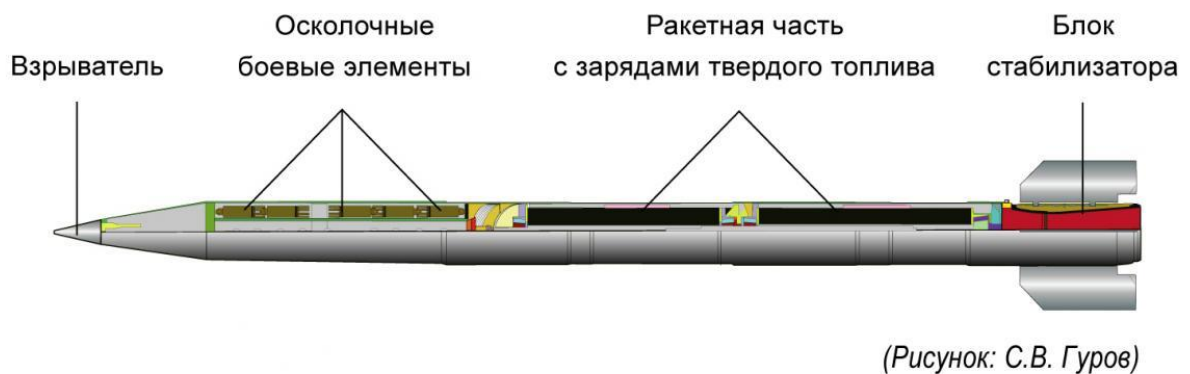 Взрыватель
Осколочные
боевые элементы
Ракетная часть
с зарядами твердого топлива
Блок
стабилизатора
(Рисунок: С.В. Гуров)